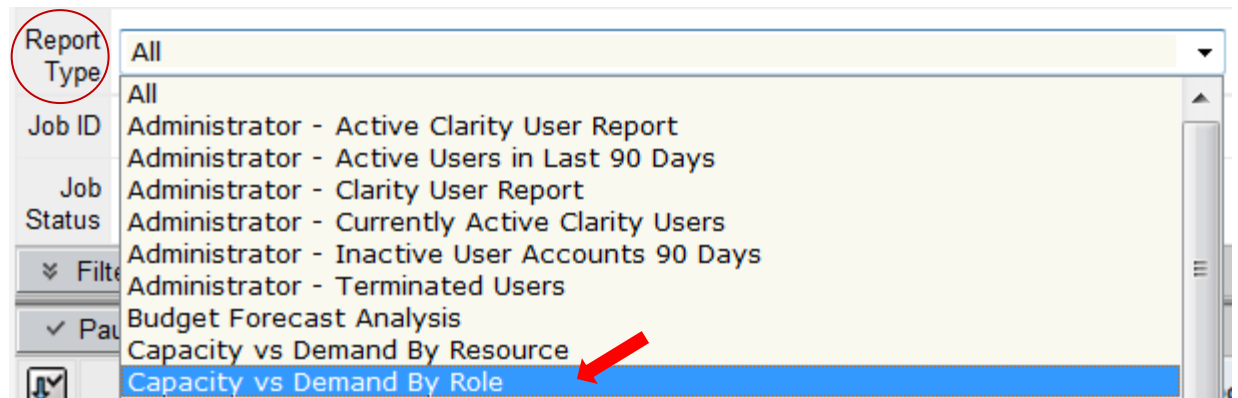 Report
Type
All
All
Job ID
Administrator - Active Clarity User Report
Administrator - Active Users in Last 90 Days
Job
Status
Administrator - Clarity User Report
Administrator - Currently Active Clarity Users
Administrator - Inactive User Accounts 90 Days
Administrator - Terminated Users
Budget Forecast Analysis
Capacity vs Demand By Resource
Capacity vs Demand By Role